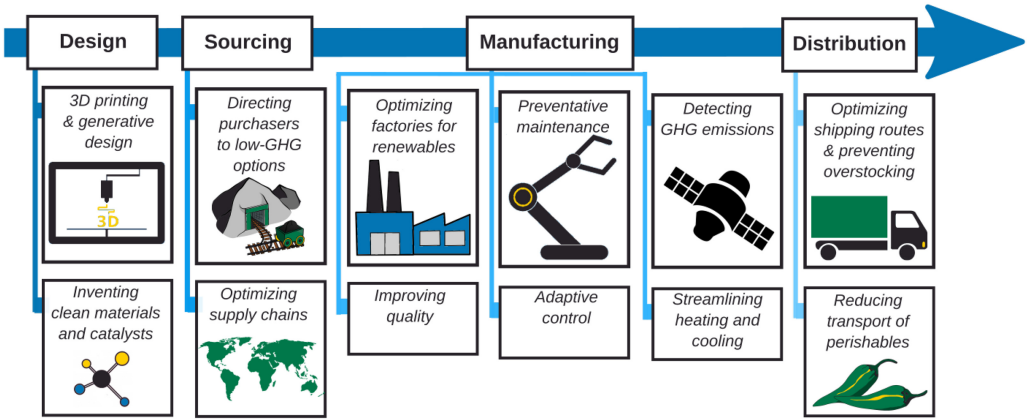 Design
Sourcing
Manufacturing
Distribution
3D printing
& generative
design
3D
Inventing
clean materials
and catalysts
Directing
purchasers
to low-GHG
options
Optimizing
supply chains
Optimizing
factories for
renewables
Improving
quality
Preventative
maintenance
Adaptive
control
Detecting
GHG emissions
Streamlining
heating and
cooling
Optimizing
shipping routes
& preventing
overstocking
Reducing
transport of
perishables